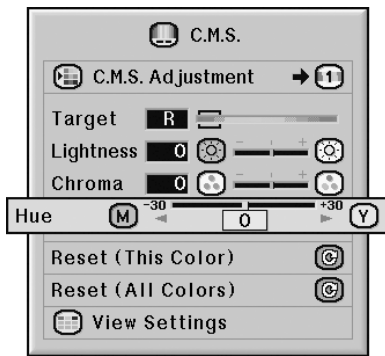 C.M.S.
C.M.S. Adjustment 1
Target R
Lightness 0 - +
Chroma 0 - +
Hue M -30 0 +30 Y
Reset (This Color)
Reset (All Colors)
View Settings